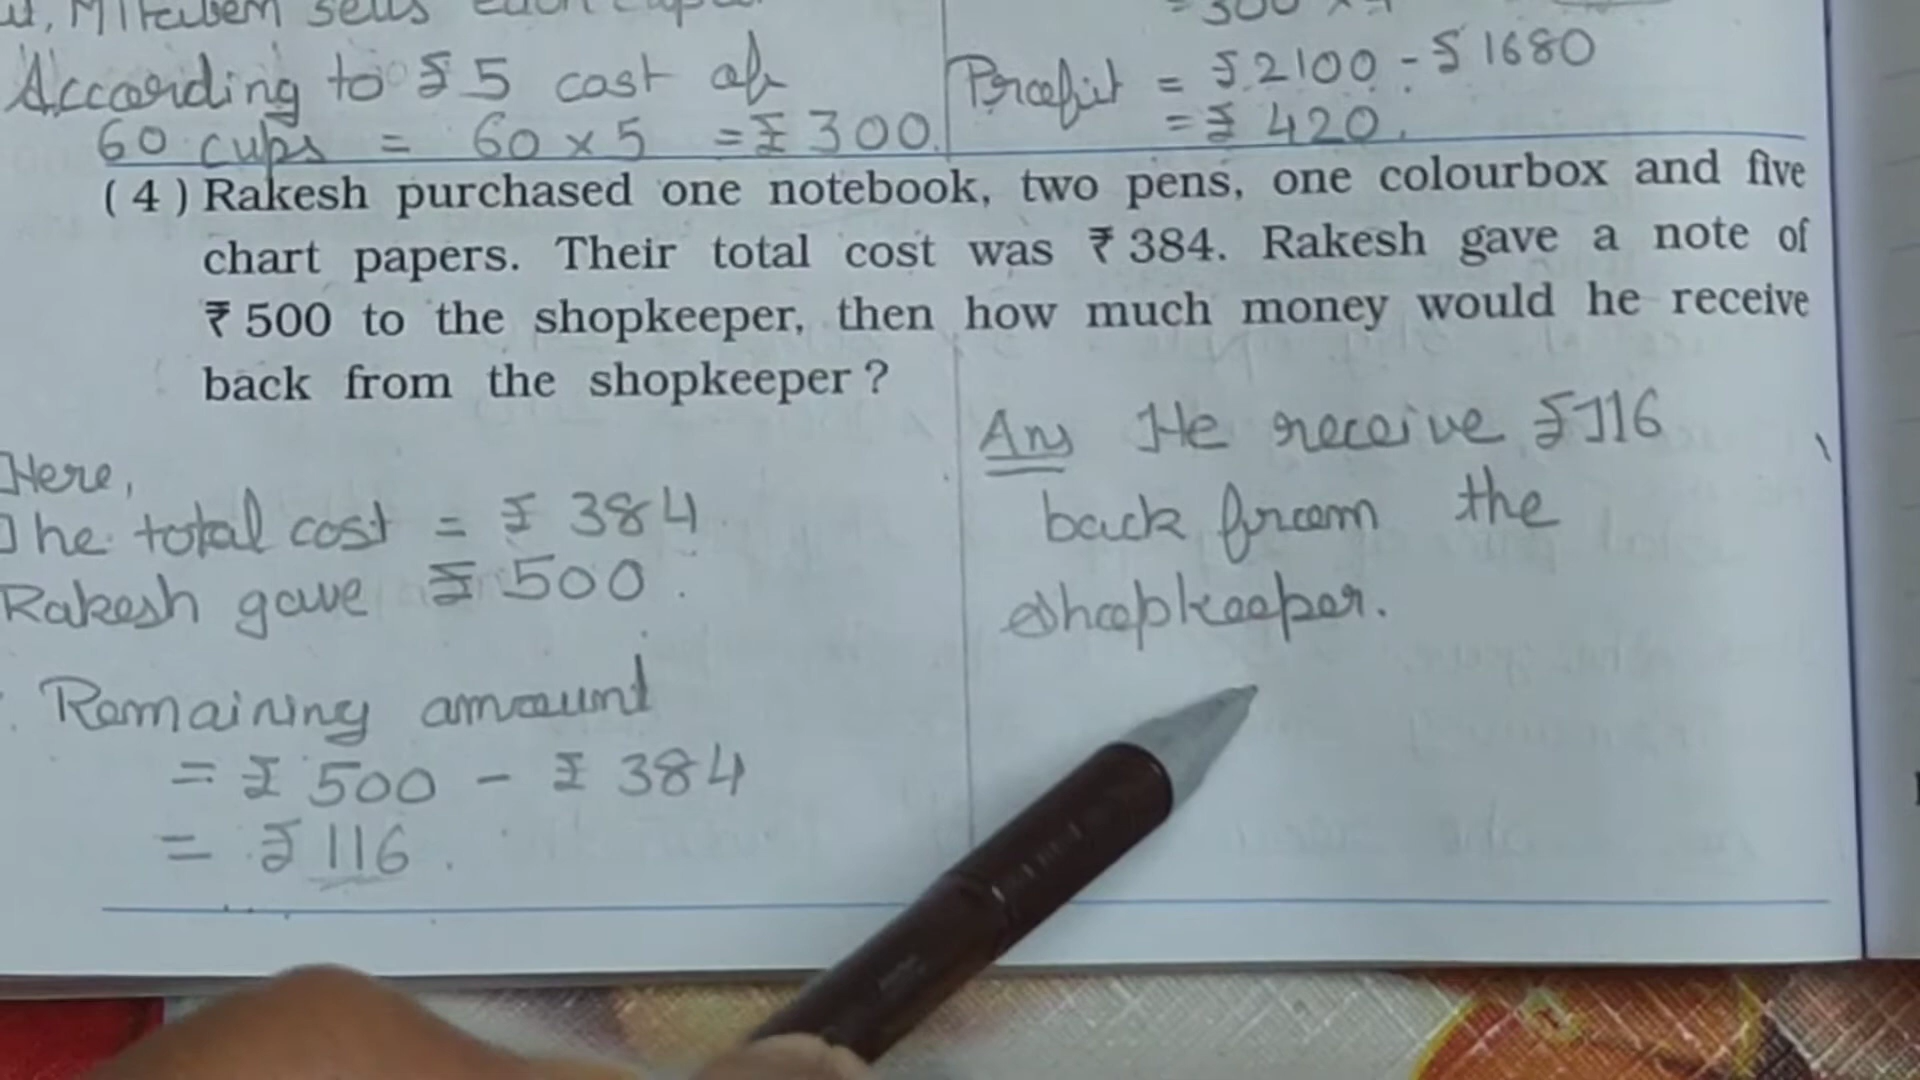 According to ₹ 5 cost of
60 cups = 60 x 5 = ₹ 300.
Profit = ₹ 2100 - ₹ 1680
= ₹ 420.
( 4 ) Rakesh purchased one notebook, two pens, one colourbox and five
chart papers. Their total cost was ₹ 384. Rakesh gave a note of
₹ 500 to the shopkeeper, then how much money would he receive
back from the shopkeeper ?
Here,
The total cost = ₹ 384
Rakesh gave ₹ 500.
Remaining amount
= ₹ 500 - ₹ 384
= ₹ 116.
Ans He receive ₹ 116
back from the
shopkeeper.